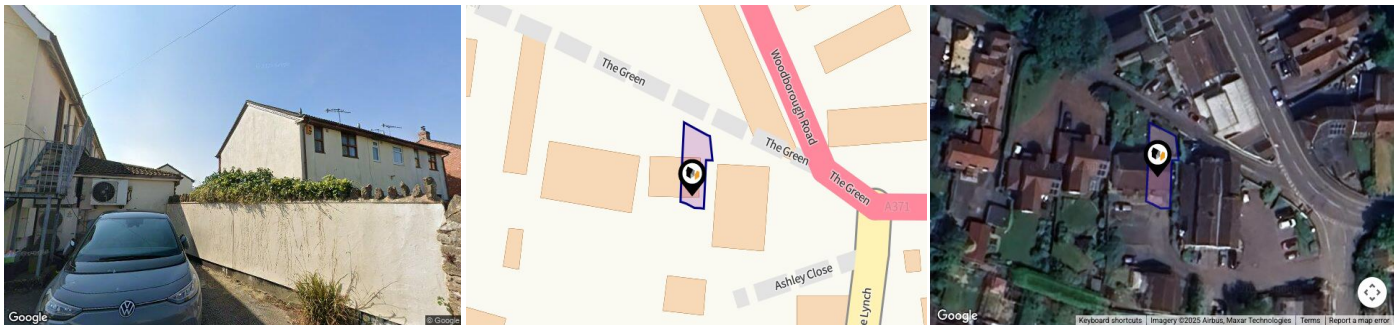 Google
© Google
The Green
Woodborough Road
The Green
The Green
A371
Ashley Close
e Lynch
Google
Keyboard shortcuts
Imagery ©2025 Airbus, Maxar Technologies
Terms
Report a map error